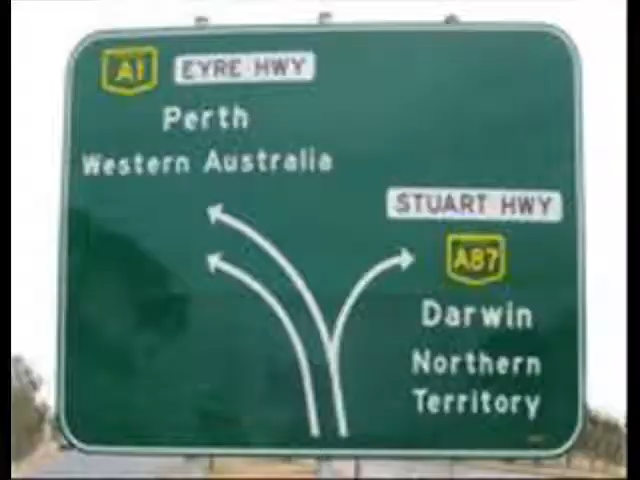 A1 EYRE HWY
Perth
Western Australia
STUART HWY
A87
Darwin
Northern
Territory